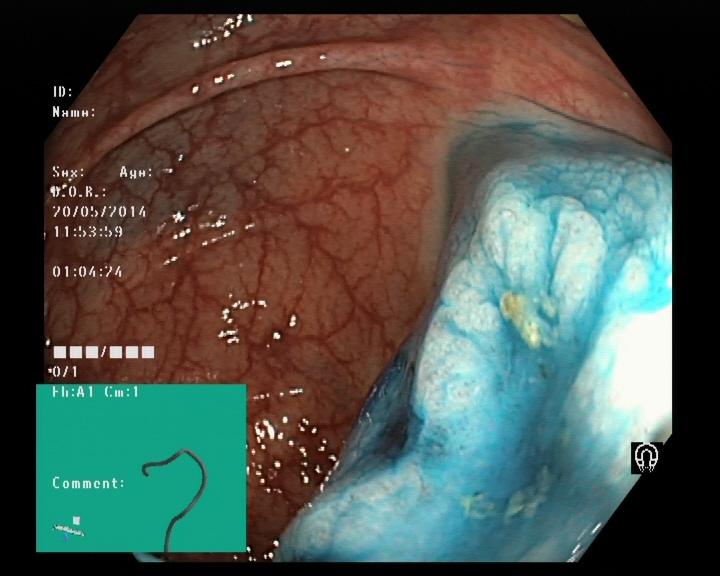 ID:
Name:
Sex: Age:
D.O.B.:
20/05/2014
11:53:59
01:04:24
■■■/■■■
0/1
Eh:A1 Cm:1
Comment: